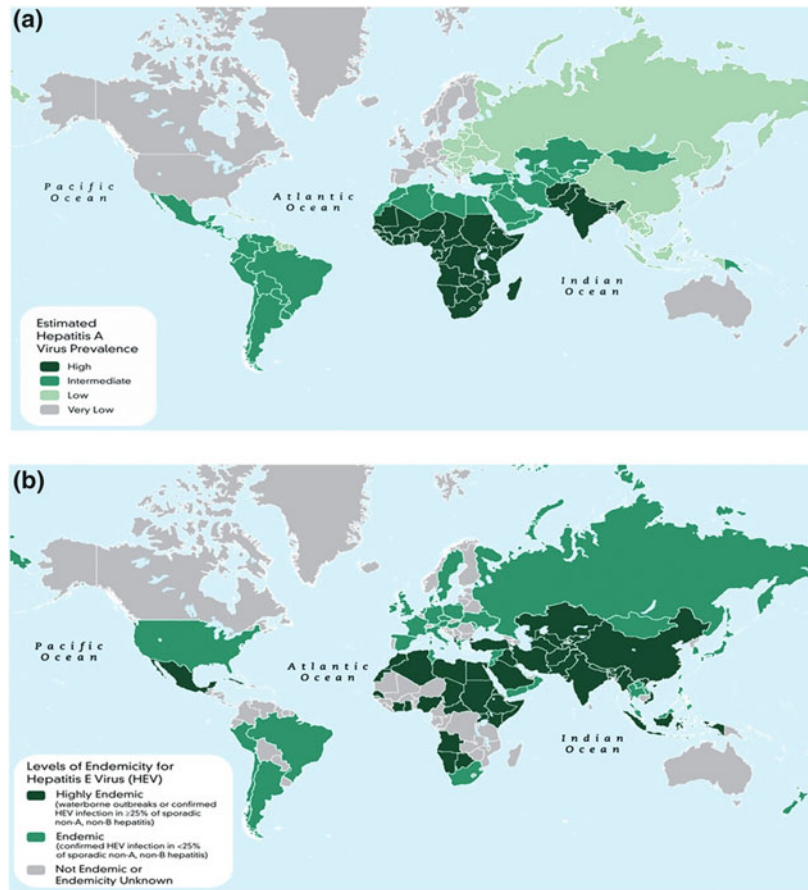 (a)
Pacific
Ocean
Atlantic
Ocean
Indian
Ocean
Estimated
Hepatitis A
Virus Prevalence
High
Intermediate
Low
Very Low
(b)
Pacific
Ocean
Atlantic
Ocean
Indian
Ocean
Levels of Endemicity for
Hepatitis E Virus (HEV)
Highly Endemic
(waterborne outbreaks or confirmed
HEV infection in ≥25% of sporadic
non-A, non-B hepatitis)
Endemic
(confirmed HEV infection in <25%
of sporadic non-A, non-B hepatitis)
Not Endemic or
Endemicity Unknown